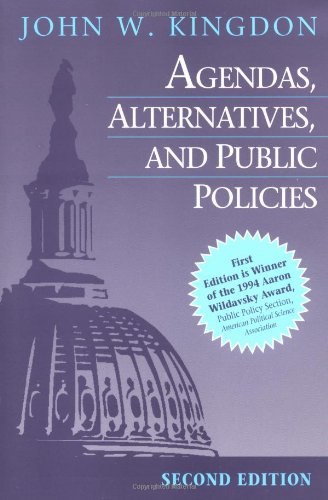 JOHN W. KINGDON
AGENDAS,
ALTERNATIVES,
AND PUBLIC
POLICIES
First
Edition is Winner
of the 1994 Aaron
Wildavsky Award,
Public Policy Section,
American Political Science
Association
SECOND EDITION